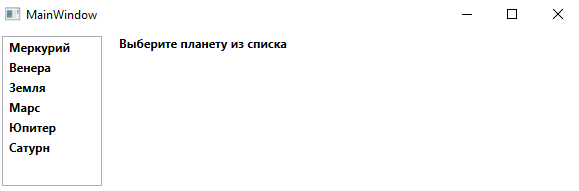 MainWindow
Меркурий
Венера
Земля
Марс
Юпитер
Сатурн
Выберите планету из списка